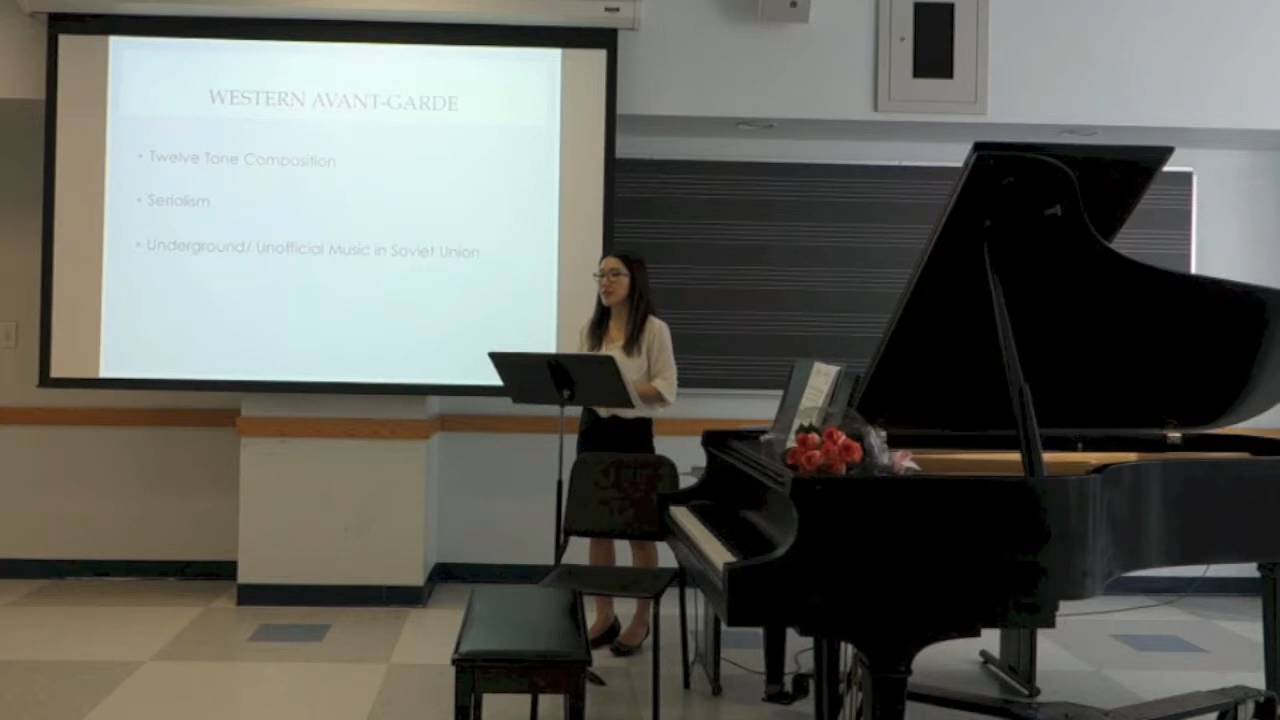 WESTERN AVANT-GARDE
• Twelve Tone Composition
• Serialism
• Underground/ Unofficial Music in Soviet Union